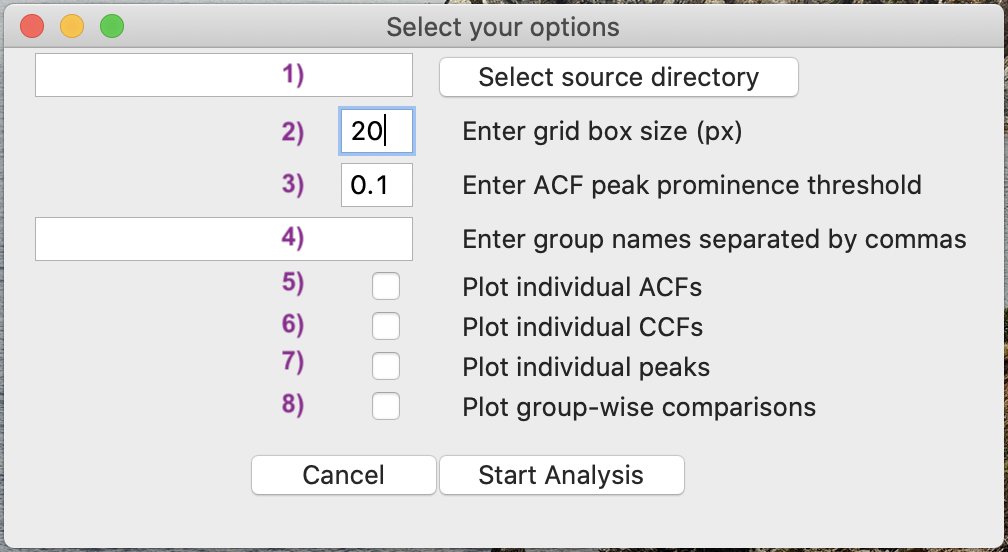 Select your options
1) Select source directory
2) 20 Enter grid box size (px)
3) 0.1 Enter ACF peak prominence threshold
4) Enter group names separated by commas
5) Plot individual ACFs
6) Plot individual CCFs
7) Plot individual peaks
8) Plot group-wise comparisons
Cancel Start Analysis